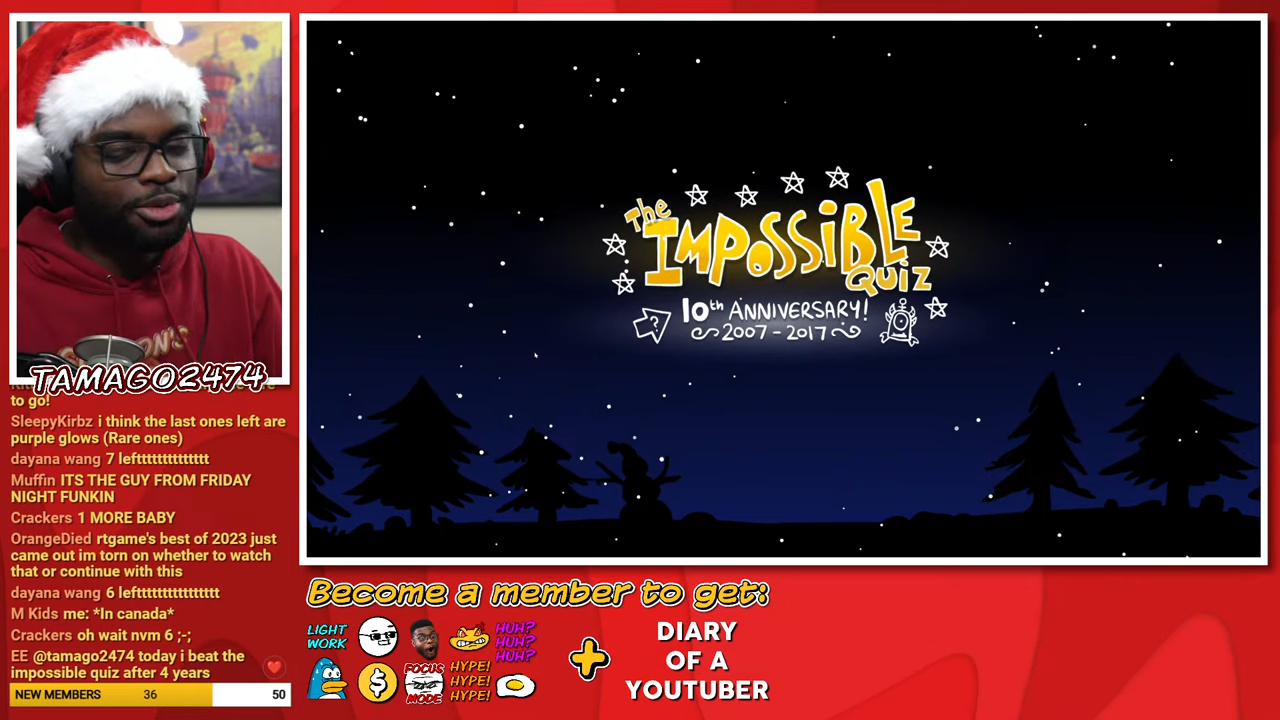 The
IMPOSSIBLE
QUIZ
10th ANNIVERSARY!
?
2007-2017
TAMAGO2474
to go!
SleepyKirbz i think the last ones left are
purple glows (Rare ones)
dayana wang 7 leftttttttttttttt
Muffin ITS THE GUY FROM FRIDAY
NIGHT FUNKIN
Crackers 1 MORE BABY
OrangeDied rtgame's best of 2023 just
came out im torn on whether to watch
that or continue with this
dayana wang 6 lefttttttttttttttttt
M Kids me: *In canada*
Crackers oh wait nvm 6 ;-;
EE @tamago2474 today i beat the
impossible quiz after 4 years
NEW MEMBERS 36 50
Become a member to get:
LIGHT
WORK
HUH?
HUH?
HUH?
$
FOCUS
MODE
HYPE!
HYPE!
HYPE!
DIARY
OF A
YOUTUBER